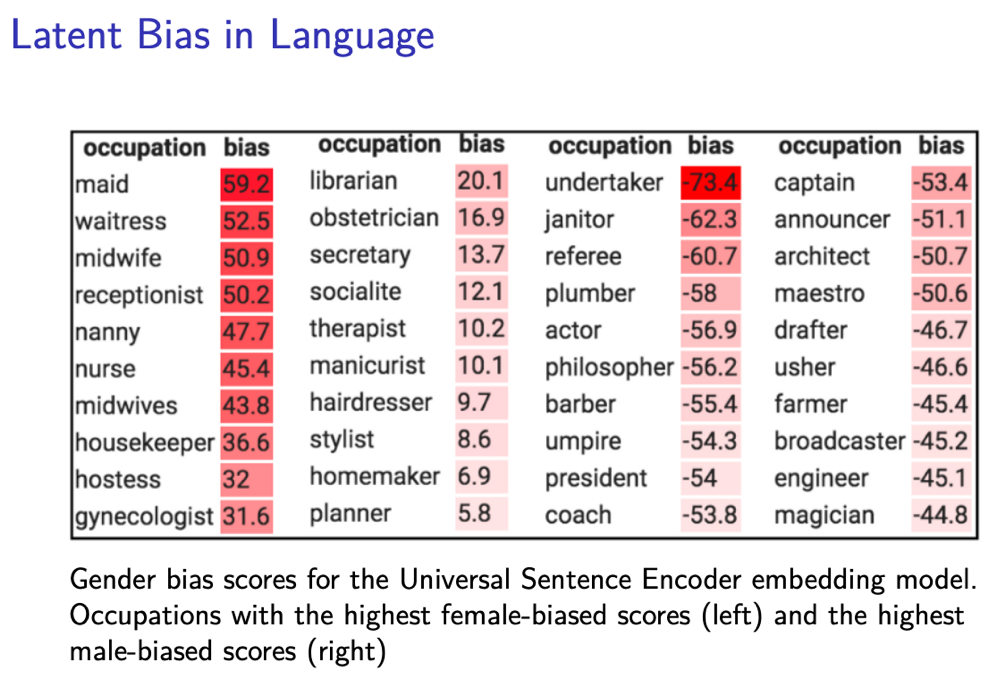 Latent Bias in Language
occupation bias occupation bias occupation bias occupation bias
maid 59.2 librarian 20.1 undertaker -73.4 captain -53.4
waitress 52.5 obstetrician 16.9 janitor -62.3 announcer -51.1
midwife 50.9 secretary 13.7 referee -60.7 architect -50.7
receptionist 50.2 socialite 12.1 plumber -58 maestro -50.6
nanny 47.7 therapist 10.2 actor -56.9 drafter -46.7
nurse 45.4 manicurist 10.1 philosopher -56.2 usher -46.6
midwives 43.8 hairdresser 9.7 barber -55.4 farmer -45.4
housekeeper 36.6 stylist 8.6 umpire -54.3 broadcaster -45.2
hostess 32 homemaker 6.9 president -54 engineer -45.1
gynecologist 31.6 planner 5.8 coach -53.8 magician -44.8
Gender bias scores for the Universal Sentence Encoder embedding model.
Occupations with the highest female-biased scores (left) and the highest
male-biased scores (right)